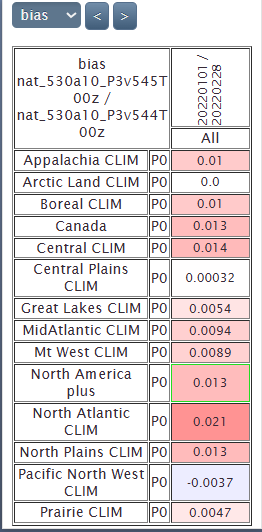 bias
< >
bias
nat_530a10_P3v545T
00z /
nat_530a10_P3v544T
00z
20220101 /
20220228
All
Appalachia CLIM P0 0.01
Arctic Land CLIM P0 0.0
Boreal CLIM P0 0.01
Canada P0 0.013
Central CLIM P0 0.014
Central Plains
CLIM P0 0.00032
Great Lakes CLIM P0 0.0054
MidAtlantic CLIM P0 0.0094
Mt West CLIM P0 0.0089
North America
plus P0 0.013
North Atlantic
CLIM P0 0.021
North Plains CLIM P0 0.013
Pacific North West
CLIM P0 -0.0037
Prairie CLIM P0 0.0047